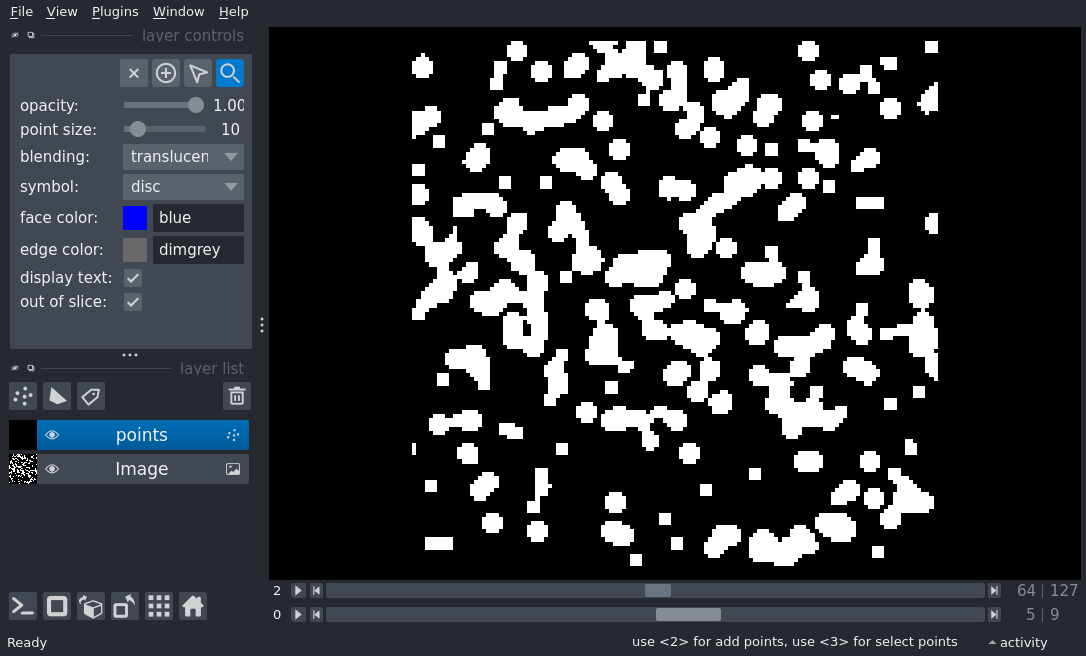 File View Plugins Window Help
layer controls
opacity: 1.00
point size: 10
blending: translucen
symbol: disc
face color: blue
edge color: dimgrey
display text:
out of slice:
layer list
points
Image
2 64 | 127
0 5 | 9
Ready use <2> for add points, use <3> for select points activity